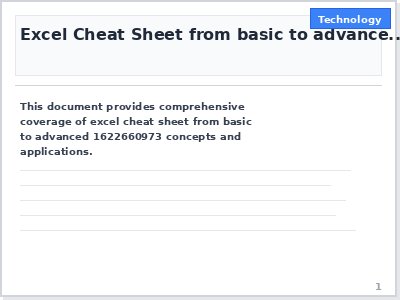 Technology
Excel Cheat Sheet from basic to advance..
This document provides comprehensive
coverage of excel cheat sheet from basic
to advanced 1622660973 concepts and
applications.
1